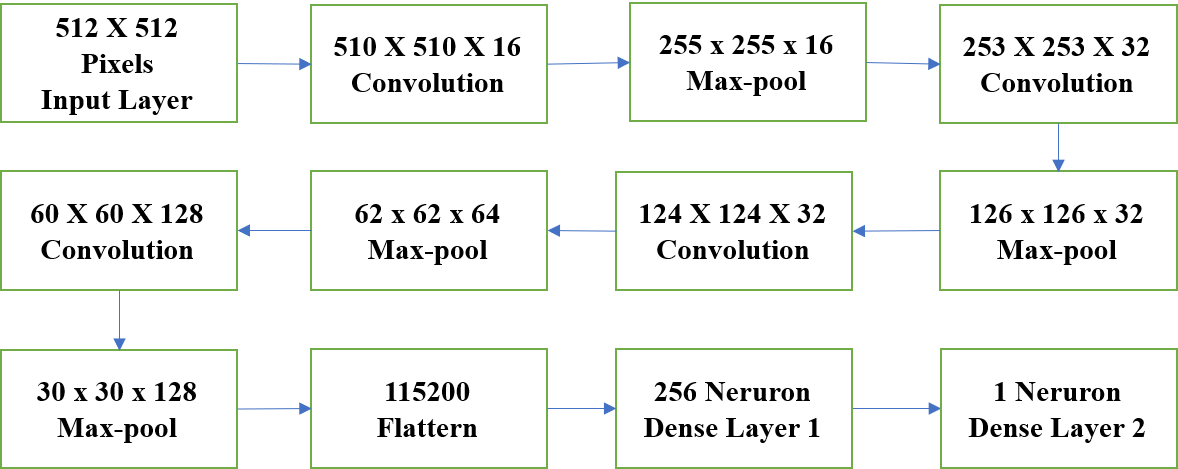 512 X 512
Pixels
Input Layer
510 X 510 X 16
Convolution
255 x 255 x 16
Max-pool
253 X 253 X 32
Convolution
126 x 126 x 32
Max-pool
124 X 124 X 32
Convolution
62 x 62 x 64
Max-pool
60 X 60 X 128
Convolution
30 x 30 x 128
Max-pool
115200
Flattern
256 Neruron
Dense Layer 1
1 Neruron
Dense Layer 2